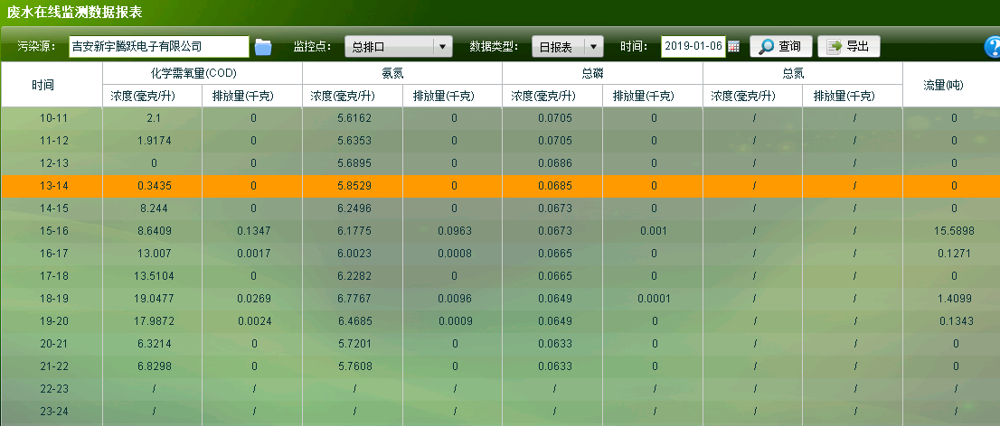 废水在线监测数据报表
污染源： 吉安新宇腾跃电子有限公司 监控点： 总排口 数据类型： 日报表 时间： 2019-01-06 查询 导出 ?
时间 化学需氧量(COD) 氨氮 总磷 总氮 流量(吨)
浓度(毫克/升) 排放量(千克) 浓度(毫克/升) 排放量(千克) 浓度(毫克/升) 排放量(千克) 浓度(毫克/升) 排放量(千克)
10-11 2.1 0 5.6162 0 0.0705 0 / / 0
11-12 1.9174 0 5.6353 0 0.0705 0 / / 0
12-13 0 0 5.6895 0 0.0686 0 / / 0
13-14 0.3435 0 5.8529 0 0.0685 0 / / 0
14-15 8.244 0 6.2496 0 0.0673 0 / / 0
15-16 8.6409 0.1347 6.1775 0.0963 0.0673 0.001 / / 15.5898
16-17 13.007 0.0017 6.0023 0.0008 0.0665 0 / / 0.1271
17-18 13.5104 0 6.2282 0 0.0665 0 / / 0
18-19 19.0477 0.0269 6.7767 0.0096 0.0649 0.0001 / / 1.4099
19-20 17.9872 0.0024 6.4685 0.0009 0.0649 0 / / 0.1343
20-21 6.3214 0 5.7201 0 0.0633 0 / / 0
21-22 6.8298 0 5.7608 0 0.0633 0 / / 0
22-23 / / / / / / / / /
23-24 / / / / / / / / /